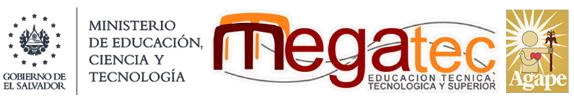 GOBIERNO DE
EL SALVADOR
MINISTERIO
DE EDUCACIÓN,
CIENCIA Y
TECNOLOGÍA
megatec
EDUCACION TECNICA,
TECNOLOGICA Y SUPERIOR
Agape